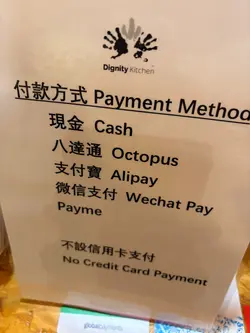 Dignity Kitchen
付款方式 Payment Method
現金 Cash
八達通 Octopus
支付寶 Alipay
微信支付 Wechat Pay
Payme
不設信用卡支付
No Credit Card Payment
globalpayments